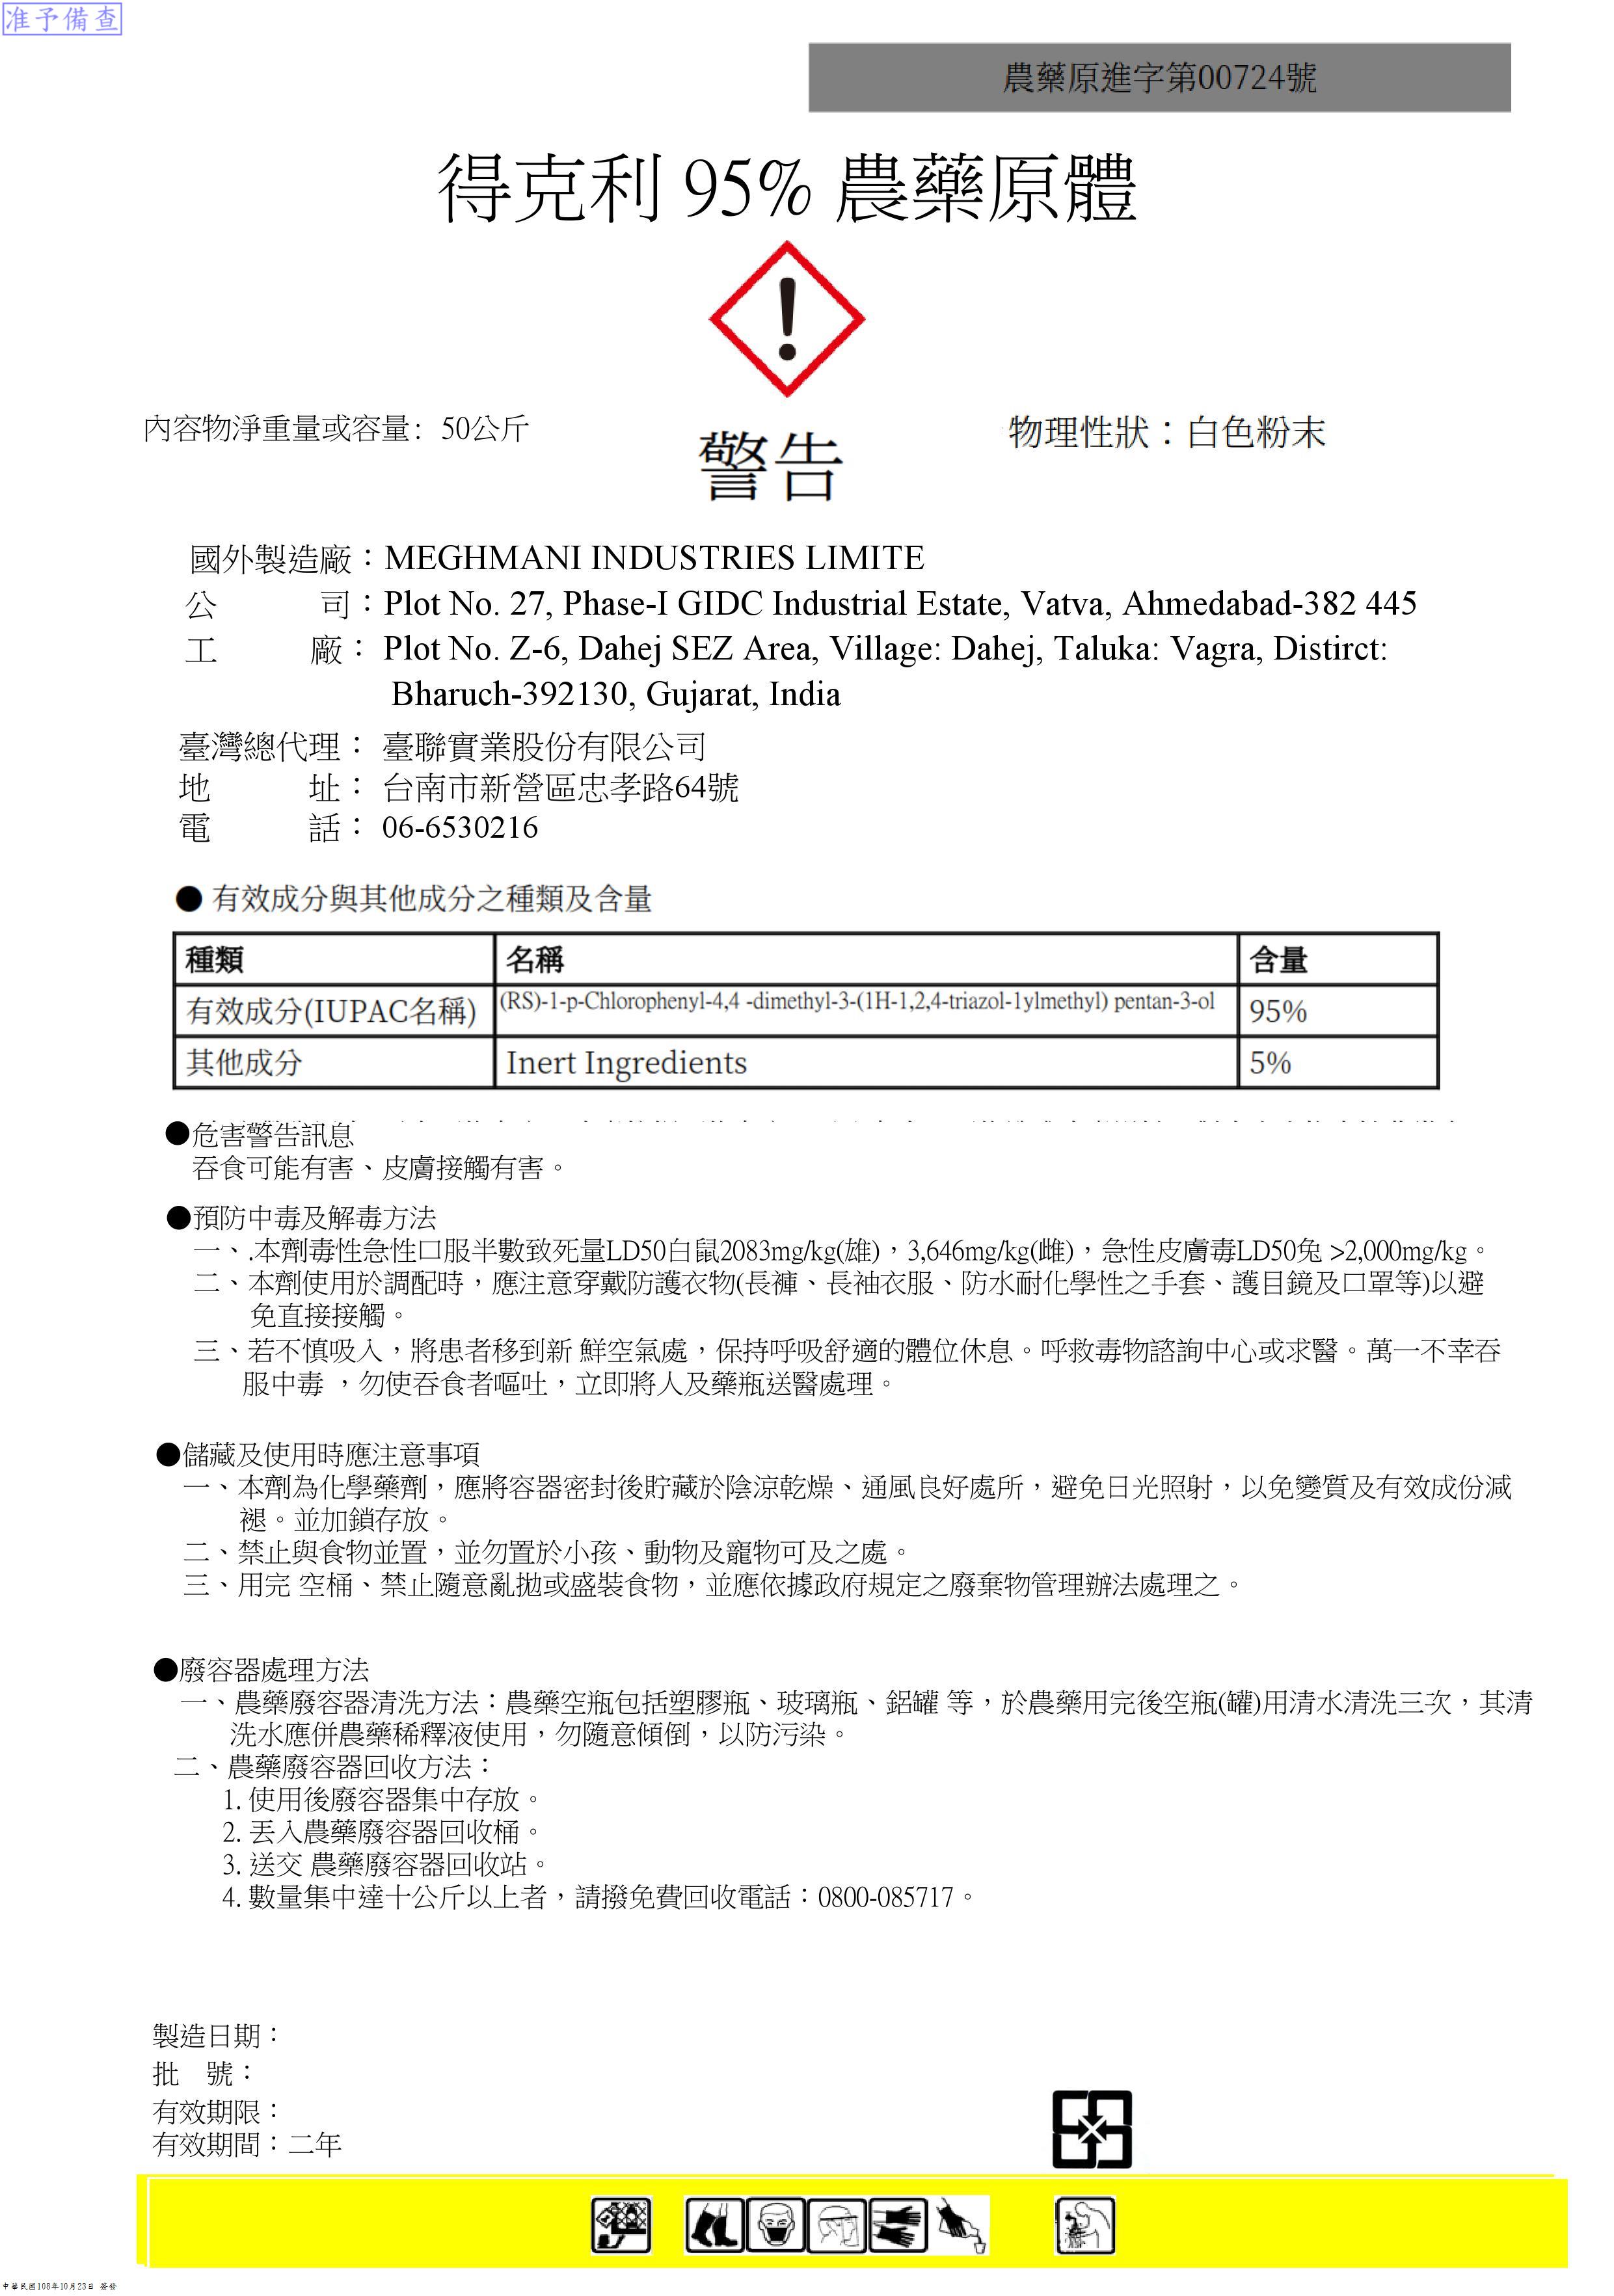 准予備查
農藥原進字第00724號
得克利 95% 農藥原體
內容物淨重量或容量: 50公斤
警告
物理性狀：白色粉末
國外製造廠：MEGHMANI INDUSTRIES LIMITE
公 司：Plot No. 27, Phase-I GIDC Industrial Estate, Vatva, Ahmedabad-382 445
工 廠： Plot No. Z-6, Dahej SEZ Area, Village: Dahej, Taluka: Vagra, Distirct:
Bharuch-392130, Gujarat, India
臺灣總代理： 臺聯實業股份有限公司
地 址： 台南市新營區忠孝路64號
電 話： 06-6530216
● 有效成分與其他成分之種類及含量
種類 名稱 含量
有效成分(IUPAC名稱) (RS)-1-p-Chlorophenyl-4,4 -dimethyl-3-(1H-1,2,4-triazol-1ylmethyl) pentan-3-ol 95%
其他成分 Inert Ingredients 5%
●危害警告訊息
吞食可能有害、皮膚接觸有害。
●預防中毒及解毒方法
一、.本劑毒性急性口服半數致死量LD50白鼠2083mg/kg(雄)，3,646mg/kg(雌)，急性皮膚毒LD50兔 >2,000mg/kg。
二、本劑使用於調配時，應注意穿戴防護衣物(長褲、長袖衣服、防水耐化學性之手套、護目鏡及口罩等)以避
免直接接觸。
三、若不慎吸入，將患者移到新 鮮空氣處，保持呼吸舒適的體位休息。呼救毒物諮詢中心或求醫。萬一不幸吞
服中毒 ，勿使吞食者嘔吐，立即將人及藥瓶送醫處理。
●儲藏及使用時應注意事項
一、本劑為化學藥劑，應將容器密封後貯藏於陰涼乾燥、通風良好處所，避免日光照射，以免變質及有效成份減
褪。並加鎖存放。
二、禁止與食物並置，並勿置於小孩、動物及寵物可及之處。
三、用完 空桶、禁止隨意亂拋或盛裝食物，並應依據政府規定之廢棄物管理辦法處理之。
●廢容器處理方法
一、農藥廢容器清洗方法：農藥空瓶包括塑膠瓶、玻璃瓶、鋁罐 等，於農藥用完後空瓶(罐)用清水清洗三次，其清
洗水應併農藥稀釋液使用，勿隨意傾倒，以防污染。
二、農藥廢容器回收方法：
1. 使用後廢容器集中存放。
2. 丟入農藥廢容器回收桶。
3. 送交 農藥廢容器回收站。
4. 數量集中達十公斤以上者，請撥免費回收電話：0800-085717。
製造日期：
批 號：
有效期限：
有效期間：二年
中華民國108年10月23日 簽發